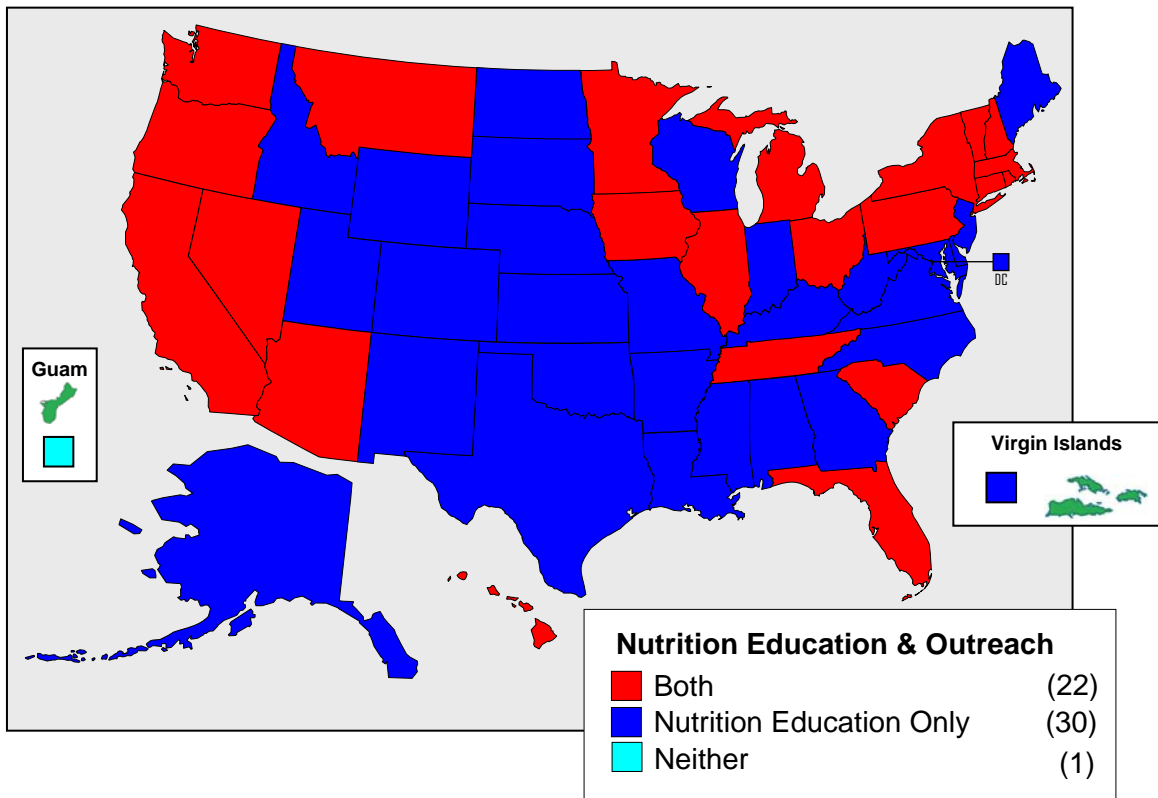 DC
Guam
Virgin Islands
Nutrition Education & Outreach
Both (22)
Nutrition Education Only (30)
Neither (1)